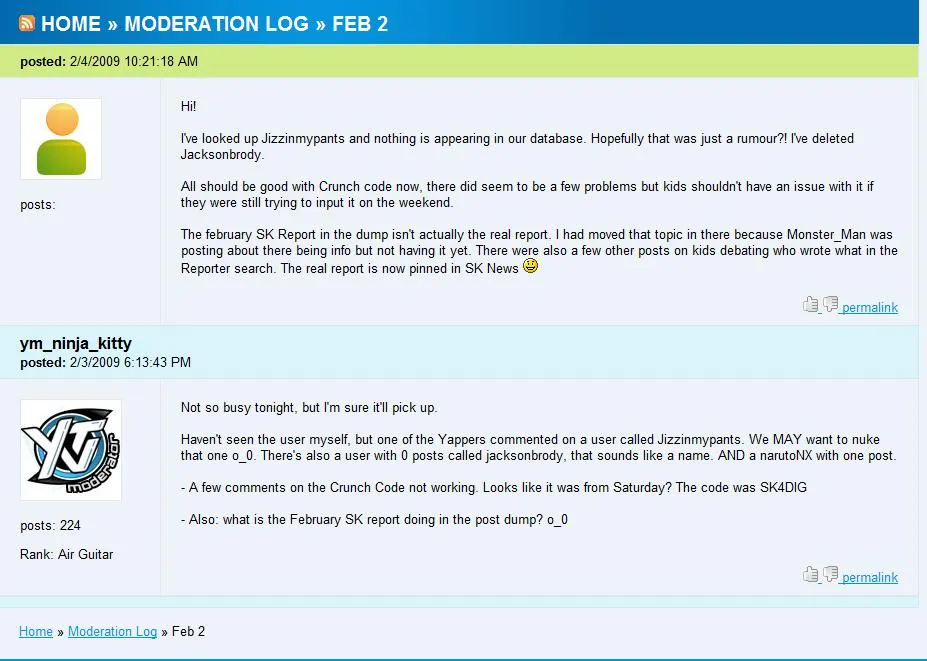 HOME » MODERATION LOG » FEB 2
posted: 2/4/2009 10:21:18 AM
posts:
Hi!
I've looked up Jizzinmypants and nothing is appearing in our database. Hopefully that was just a rumour?! I've deleted
Jacksonbrody.
All should be good with Crunch code now, there did seem to be a few problems but kids shouldn't have an issue with it if
they were still trying to input it on the weekend.
The february SK Report in the dump isn't actually the real report. I had moved that topic in there because Monster_Man was
posting about there being info but not having it yet. There were also a few other posts on kids debating who wrote what in the
Reporter search. The real report is now pinned in SK News
permalink
ym_ninja_kitty
posted: 2/3/2009 6:13:43 PM
YTV
moderator
posts: 224
Rank: Air Guitar
Not so busy tonight, but I'm sure it'll pick up.
Haven't seen the user myself, but one of the Yappers commented on a user called Jizzinmypants. We MAY want to nuke
that one o_0. There's also a user with 0 posts called jacksonbrody, that sounds like a name. AND a narutoNX with one post.
- A few comments on the Crunch Code not working. Looks like it was from Saturday? The code was SK4DIG
- Also: what is the February SK report doing in the post dump? o_0
permalink
Home » Moderation Log » Feb 2